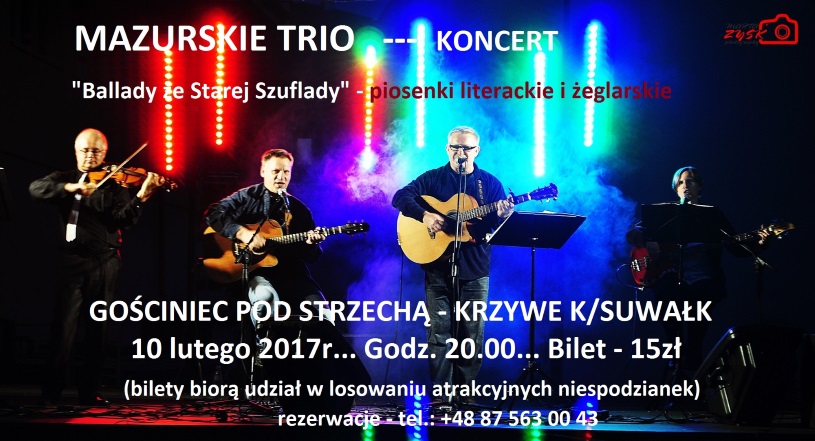 MAZURSKIE TRIO --- KONCERT
zysk
"Ballady ze Starej Szuflady" - piosenki literackie i żeglarskie
GOŚCINIEC POD STRZECHĄ - KRZYWE K/SUWAŁK
10 lutego 2017r... Godz. 20.00... Bilet - 15zł
(bilety biorą udział w losowaniu atrakcyjnych niespodzianek)
rezerwacje - tel.: +48 87 563 00 43